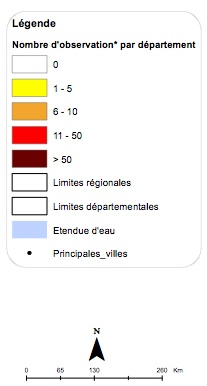 Légende
Nombre d'observation* par département
0
1 - 5
6 - 10
11 - 50
> 50
Limites régionales
Limites départementales
Etendue d'eau
Principales_villes
N
0 65 130 260 Km